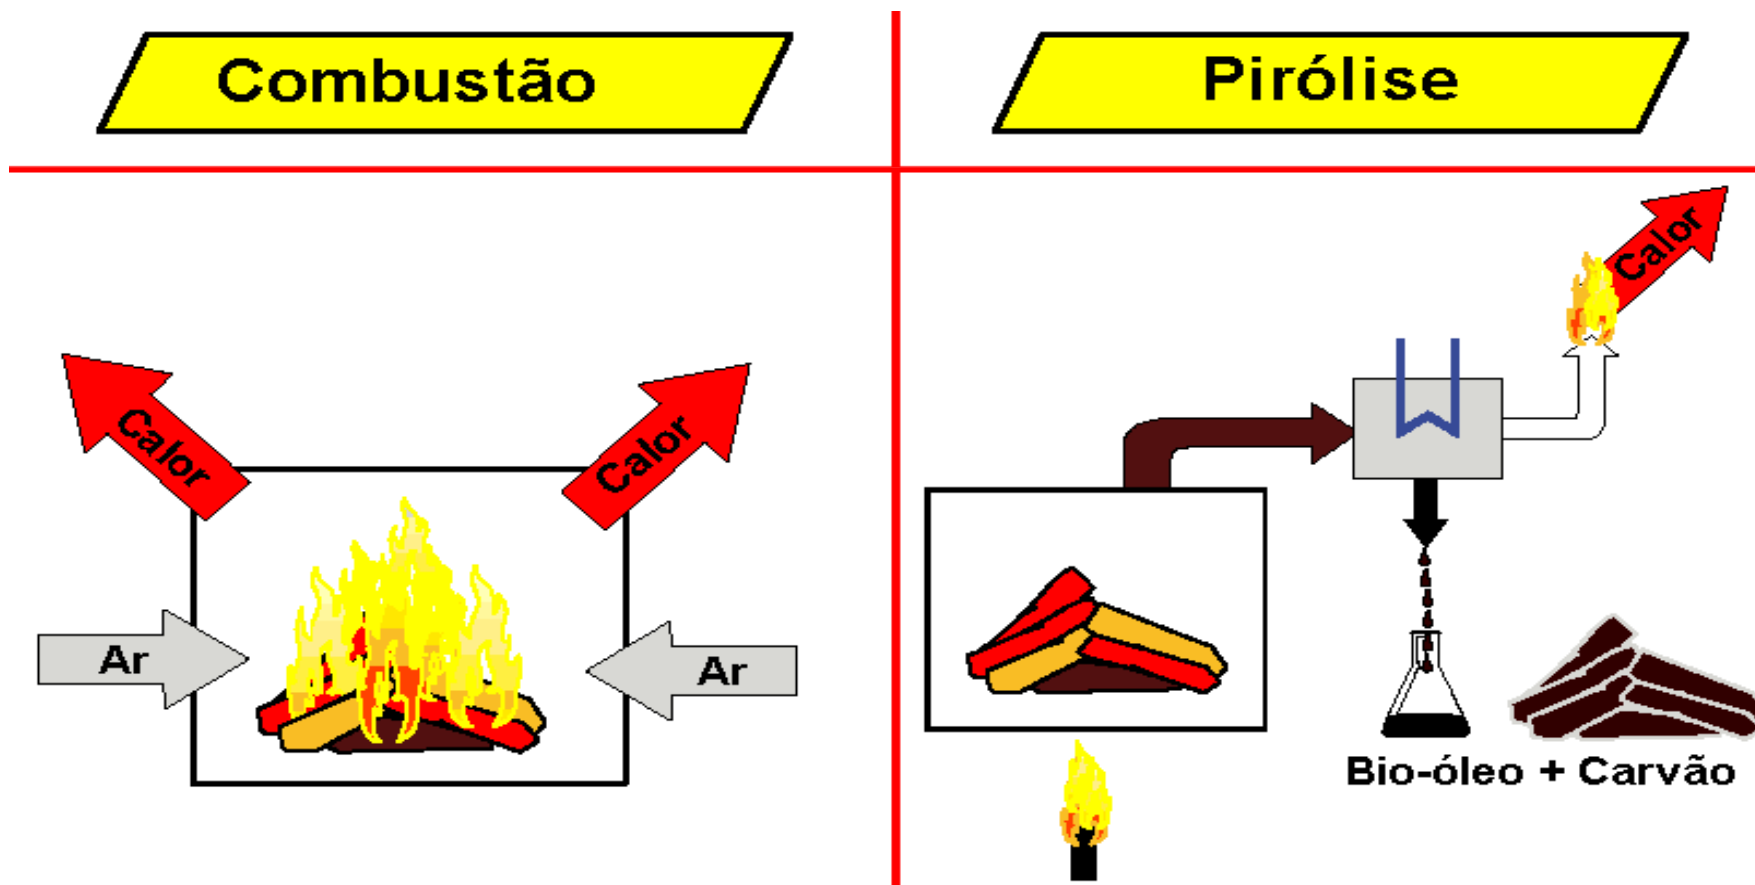 Combustão
Pirólise
Calor
Calor
Calor
Ar
Ar
Bio-óleo + Carvão